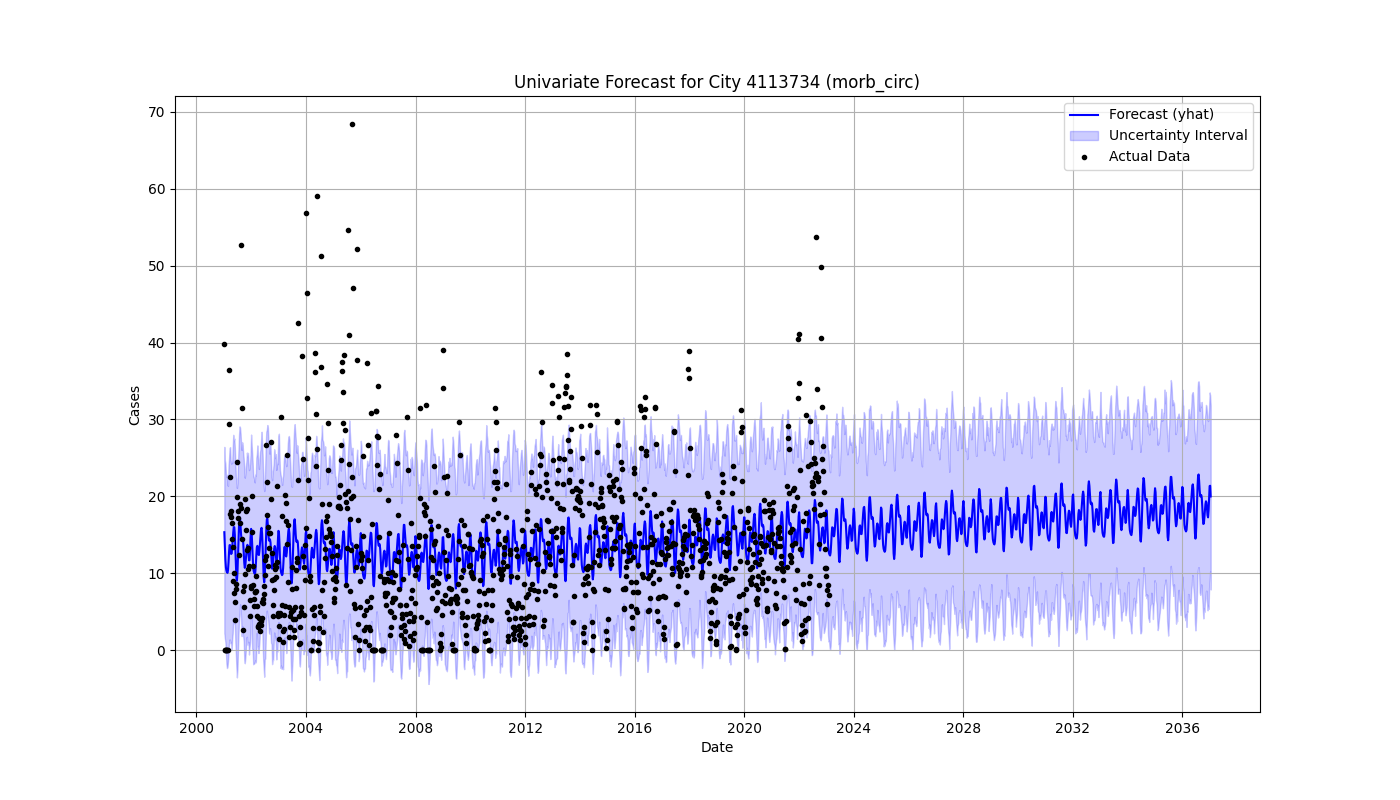 Univariate Forecast for City 4113734 (morb_circ)
Forecast (yhat)
Uncertainty Interval
Actual Data
Cases
70
60
50
40
30
20
10
0
2000 2004 2008 2012 2016 2020 2024 2028 2032 2036
Date